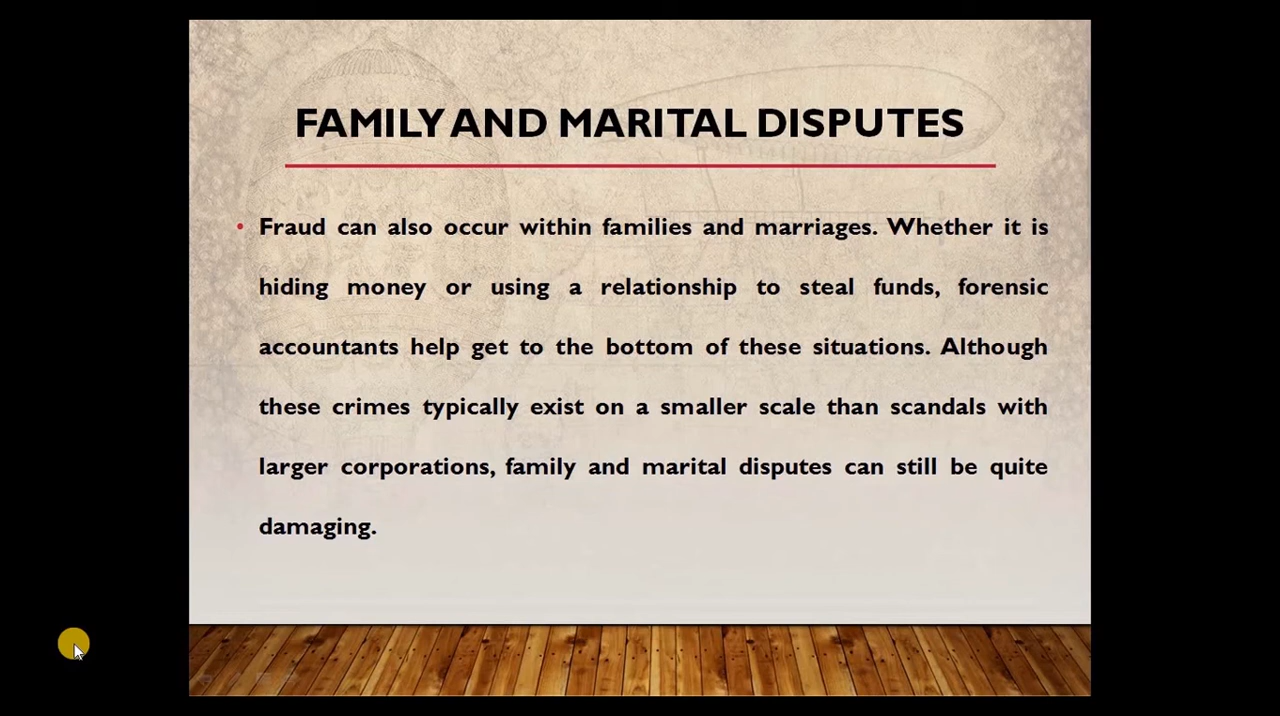 FAMILY AND MARITAL DISPUTES
• Fraud can also occur within families and marriages. Whether it is
hiding money or using a relationship to steal funds, forensic
accountants help get to the bottom of these situations. Although
these crimes typically exist on a smaller scale than scandals with
larger corporations, family and marital disputes can still be quite
damaging.